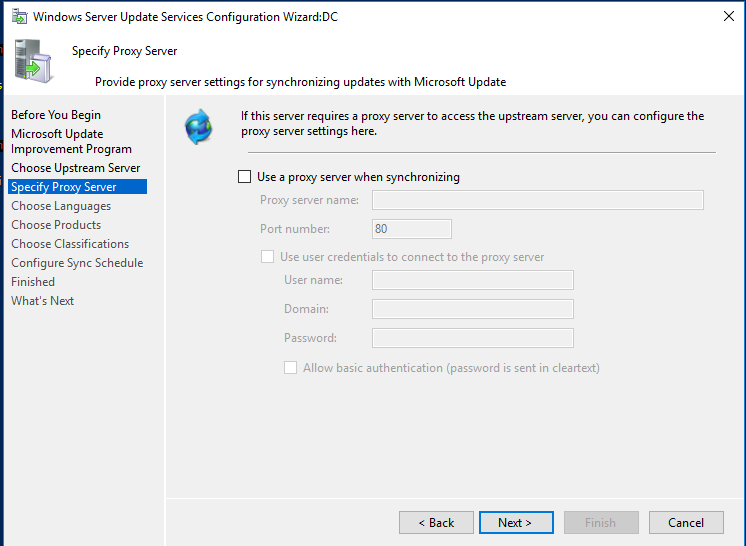 Windows Server Update Services Configuration Wizard:DC
Specify Proxy Server
Provide proxy server settings for synchronizing updates with Microsoft Update
Before You Begin
Microsoft Update
Improvement Program
Choose Upstream Server
Specify Proxy Server
Choose Languages
Choose Products
Choose Classifications
Configure Sync Schedule
Finished
What's Next
If this server requires a proxy server to access the upstream server, you can configure the
proxy server settings here.
Use a proxy server when synchronizing
Proxy server name:
Port number:
80
Use user credentials to connect to the proxy server
User name:
Domain:
Password:
Allow basic authentication (password is sent in cleartext)
< Back
Next >
Finish
Cancel